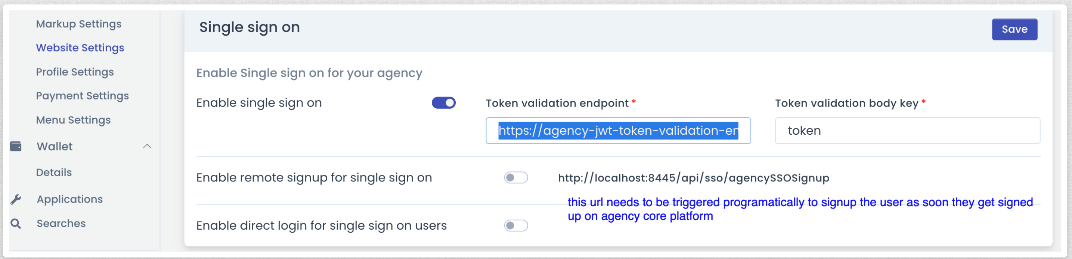 Markup Settings
Website Settings
Profile Settings
Payment Settings
Menu Settings
Wallet
Details
Applications
Searches
Single sign on
Save
Enable Single sign on for your agency
Enable single sign on
Token validation endpoint *
Token validation body key *
https://agency-jwt-token-validation-en
token
Enable remote signup for single sign on
http://localhost:8445/api/sso/agencySSOSignup
this url needs to be triggered programatically to signup the user as soon they get signed
up on agency core platform
Enable direct login for single sign on users